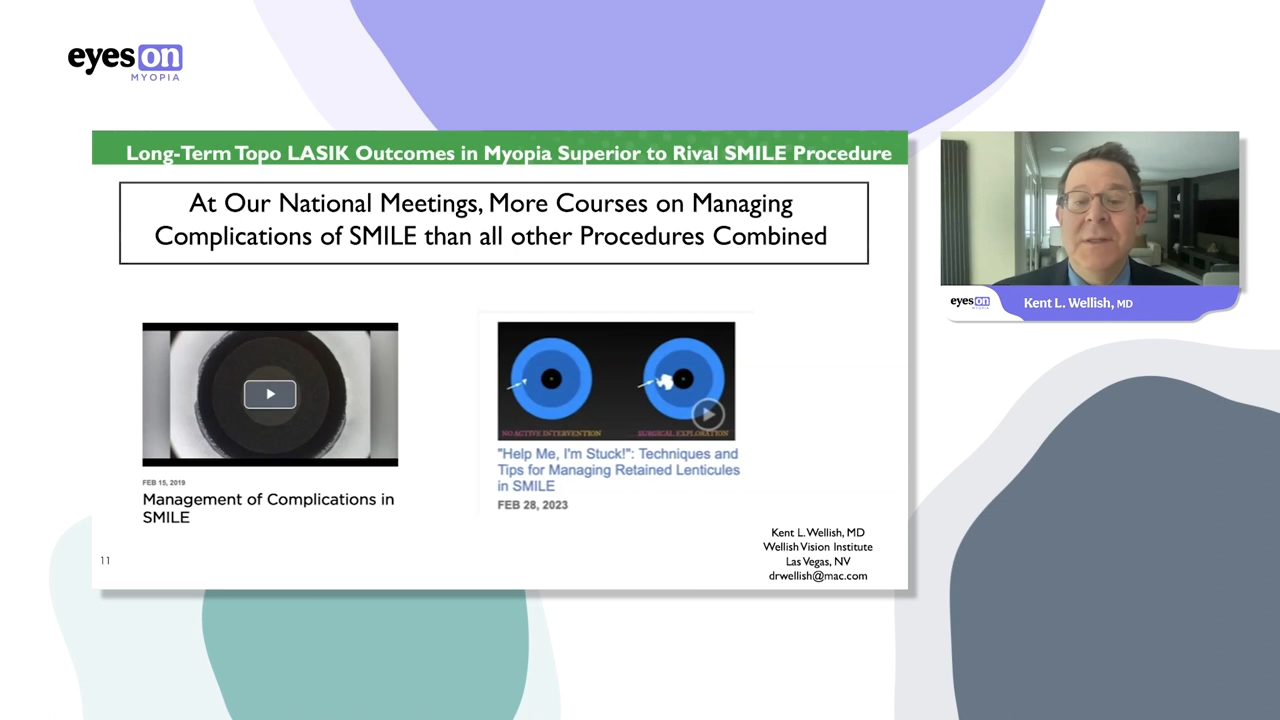 eyes on
MYOPIA
Long-Term Topo LASIK Outcomes in Myopia Superior to Rival SMILE Procedure
At Our National Meetings, More Courses on Managing
Complications of SMILE than all other Procedures Combined
FEB 15, 2019
Management of Complications in
SMILE
NO ACTIVE INTERVENTION
SURGICAL EXPLORATION
"Help Me, I'm Stuck!": Techniques and
Tips for Managing Retained Lenticules
in SMILE
FEB 28, 2023
Kent L. Wellish, MD
Wellish Vision Institute
Las Vegas, NV
drwellish@mac.com
11
eyes on
MYOPIA
Kent L. Wellish, MD